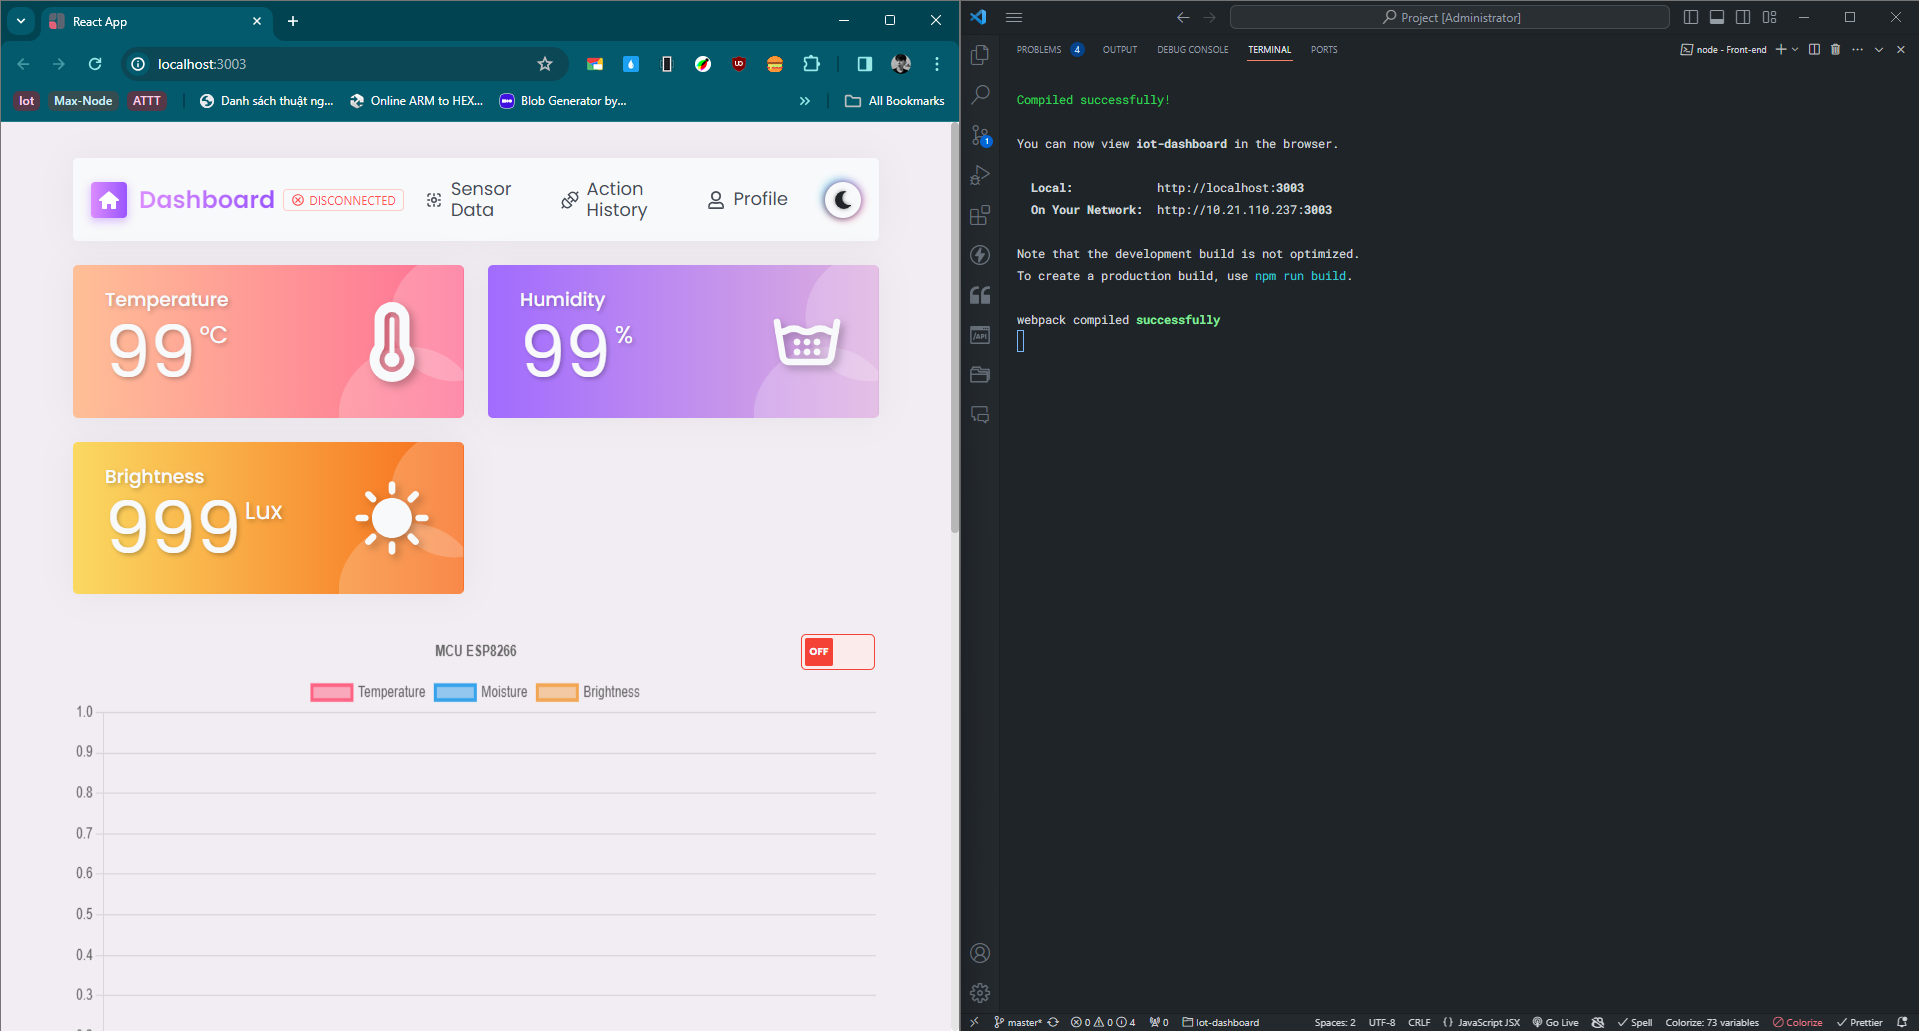 React App
localhost:3003
Iot
Max-Node
ATTT
Danh sách thuật ng...
Online ARM to HEX...
Blob Generator by...
All Bookmarks
Dashboard
DISCONNECTED
Sensor
Data
Action
History
Profile
Temperature
99 °C
Humidity
99 %
Brightness
999 Lux
MCU ESP8266
OFF
Temperature
Moisture
Brightness
1.0
0.9
0.8
0.7
0.6
0.5
0.4
0.3
Project [Administrator]
PROBLEMS 4
OUTPUT
DEBUG CONSOLE
TERMINAL
PORTS
node - Front-end
Compiled successfully!
You can now view iot-dashboard in the browser.
Local: http://localhost:3003
On Your Network: http://10.21.110.237:3003
Note that the development build is not optimized.
To create a production build, use npm run build.
webpack compiled successfully
1
/API
master*
0
0
4
0
Iot-dashboard
Spaces: 2
UTF-8
CRLF
{ } JavaScript JSX
Go Live
Spell
Colorize: 73 variables
Colorize
Prettier